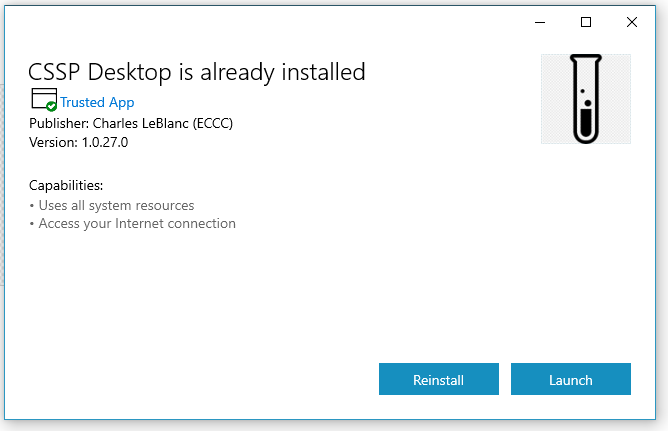 CSSP Desktop is already installed
Trusted App
Publisher: Charles LeBlanc (ECCC)
Version: 1.0.27.0
Capabilities:
• Uses all system resources
• Access your Internet connection
Reinstall
Launch